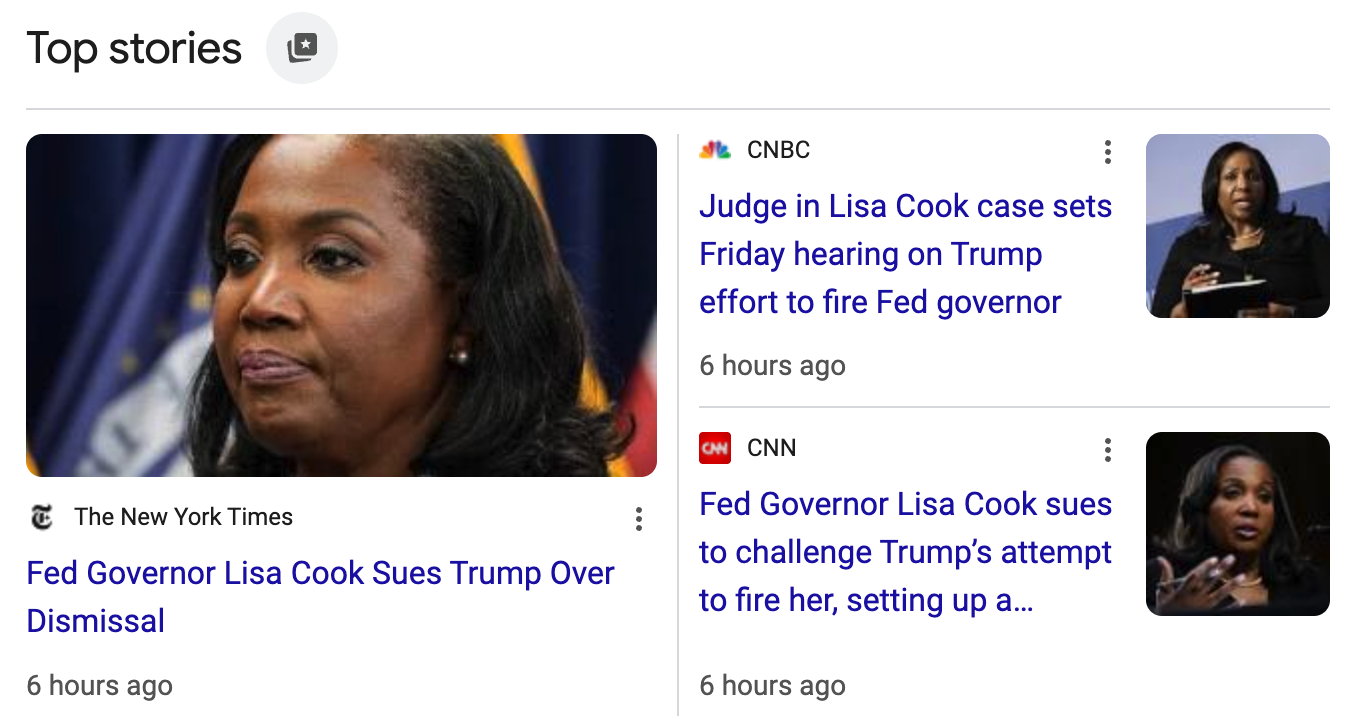 Top stories
The New York Times
Fed Governor Lisa Cook Sues Trump Over
Dismissal
6 hours ago
CNBC
Judge in Lisa Cook case sets
Friday hearing on Trump
effort to fire Fed governor
6 hours ago
CNN
CNN
Fed Governor Lisa Cook sues
to challenge Trump’s attempt
to fire her, setting up a...
6 hours ago